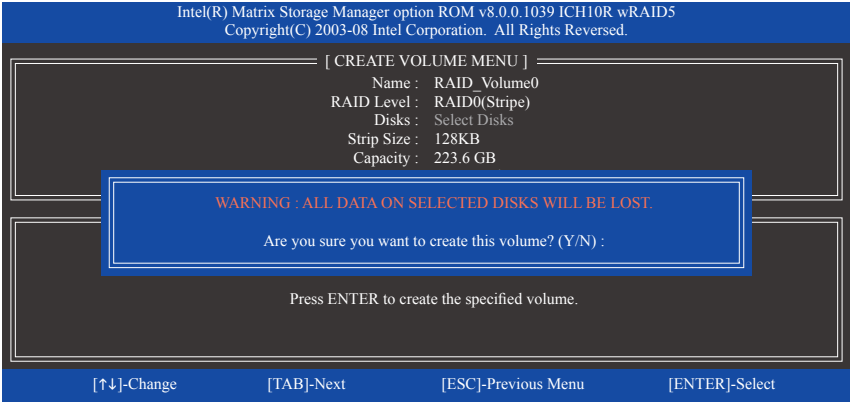 Intel(R) Matrix Storage Manager option ROM v8.0.0.1039 ICH10R wRAID5
Copyright(C) 2003-08 Intel Corporation. All Rights Reversed.
[ CREATE VOLUME MENU ]
Name : RAID_Volume0
RAID Level : RAID0(Stripe)
Disks : Select Disks
Strip Size : 128KB
Capacity : 223.6 GB
WARNING : ALL DATA ON SELECTED DISKS WILL BE LOST.
Are you sure you want to create this volume? (Y/N) :
Press ENTER to create the specified volume.
[↑↓]-Change [TAB]-Next [ESC]-Previous Menu [ENTER]-Select